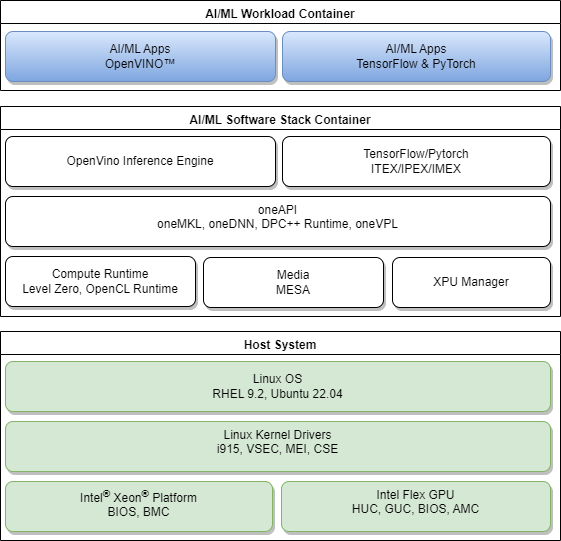 AI/ML Workload Container
AI/ML Apps
OpenVINO™
AI/ML Apps
TensorFlow & PyTorch
AI/ML Software Stack Container
OpenVino Inference Engine
TensorFlow/Pytorch
ITEX/IPEX/IMEX
oneAPI
oneMKL, oneDNN, DPC++ Runtime, oneVPL
Compute Runtime
Level Zero, OpenCL Runtime
Media
MESA
XPU Manager
Host System
Linux OS
RHEL 9.2, Ubuntu 22.04
Linux Kernel Drivers
i915, VSEC, MEI, CSE
Intel® Xeon® Platform
BIOS, BMC
Intel Flex GPU
HUC, GUC, BIOS, AMC